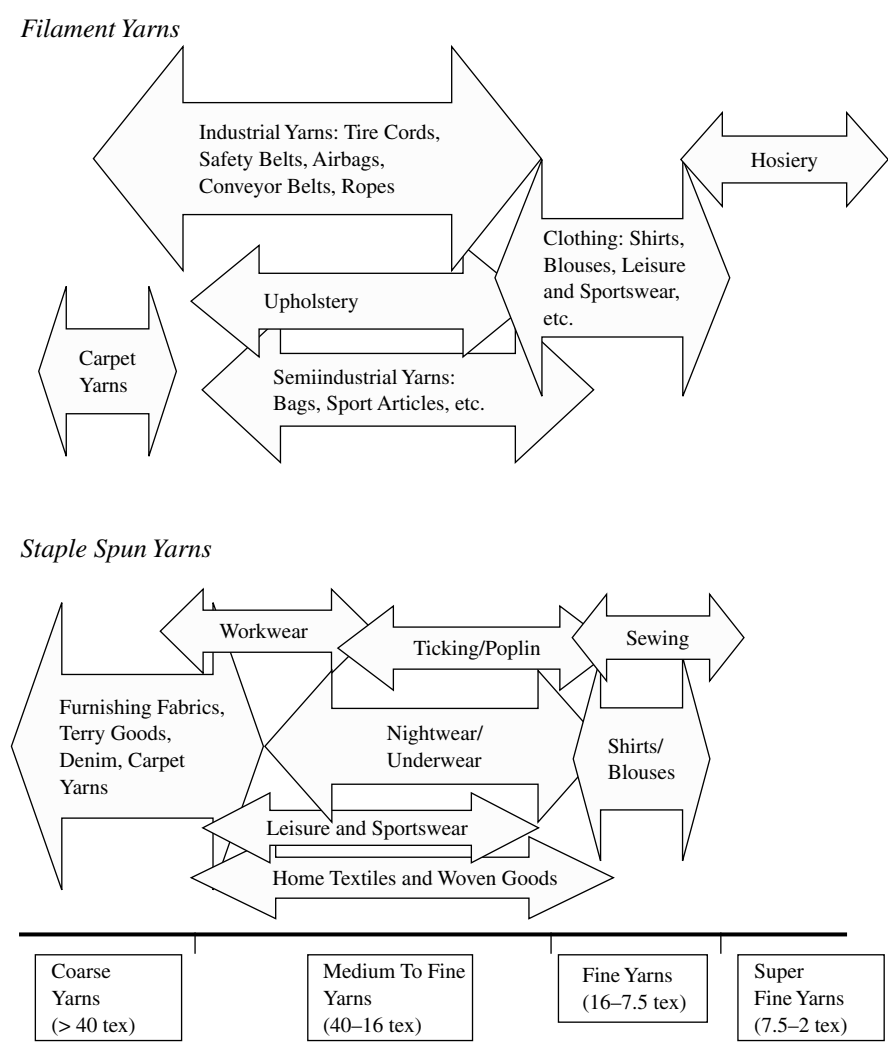 Filament Yarns
Industrial Yarns: Tire Cords,
Safety Belts, Airbags,
Conveyor Belts, Ropes
Hosiery
Clothing: Shirts,
Blouses, Leisure
and Sportswear,
etc.
Upholstery
Carpet
Yarns
Semiindustrial Yarns:
Bags, Sport Articles, etc.
Staple Spun Yarns
Workwear
Ticking/Poplin
Sewing
Furnishing Fabrics,
Terry Goods,
Denim, Carpet
Yarns
Nightwear/
Underwear
Shirts/
Blouses
Leisure and Sportswear
Home Textiles and Woven Goods
Coarse
Yarns
(> 40 tex)
Medium To Fine
Yarns
(40–16 tex)
Fine Yarns
(16–7.5 tex)
Super
Fine Yarns
(7.5–2 tex)